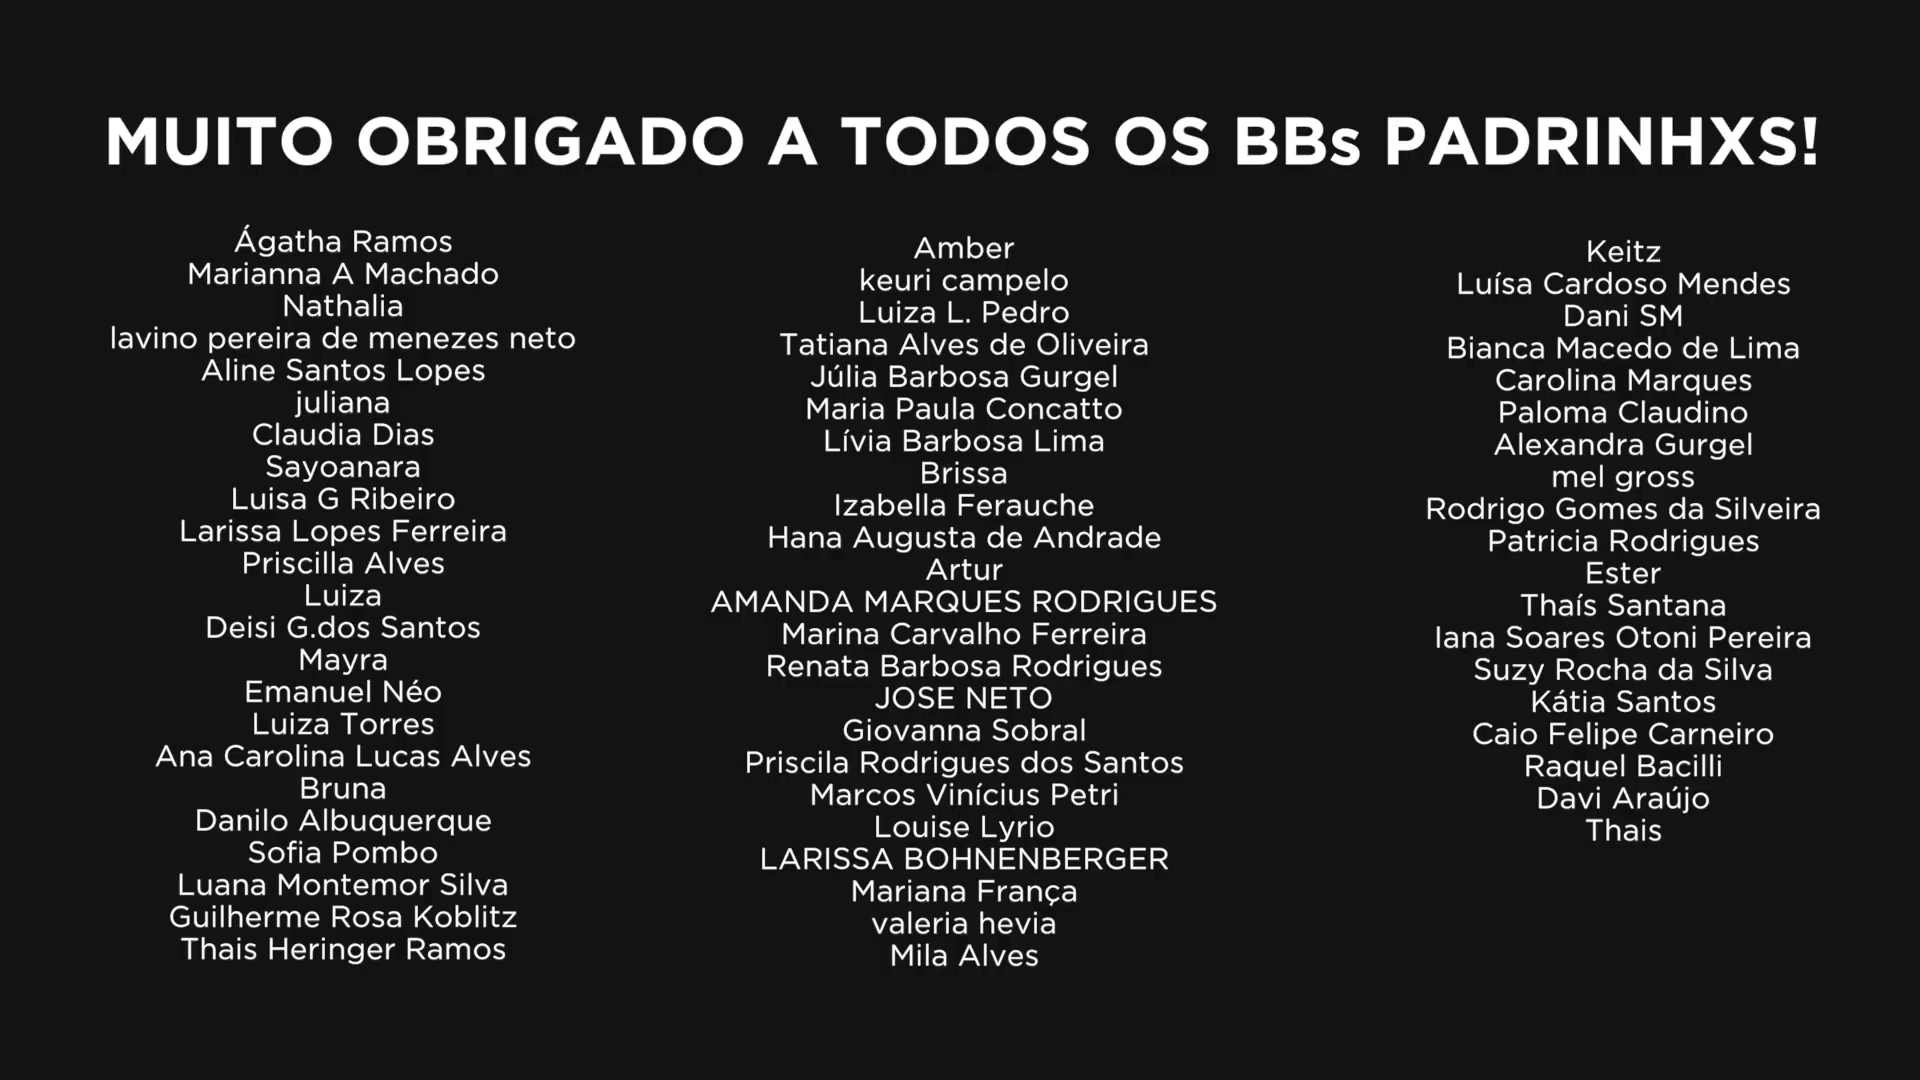 MUITO OBRIGADO A TODOS OS BBs PADRINHXS!
Ágatha Ramos
Marianna A Machado
Nathalia
lavino pereira de menezes neto
Aline Santos Lopes
juliana
Claudia Dias
Sayoanara
Luisa G Ribeiro
Larissa Lopes Ferreira
Priscilla Alves
Luiza
Deisi G.dos Santos
Mayra
Emanuel Néo
Luiza Torres
Ana Carolina Lucas Alves
Bruna
Danilo Albuquerque
Sofia Pombo
Luana Montemor Silva
Guilherme Rosa Koblitz
Thais Heringer Ramos
Amber
keuri campelo
Luiza L. Pedro
Tatiana Alves de Oliveira
Júlia Barbosa Gurgel
Maria Paula Concatto
Lívia Barbosa Lima
Brissa
Izabella Ferauche
Hana Augusta de Andrade
Artur
AMANDA MARQUES RODRIGUES
Marina Carvalho Ferreira
Renata Barbosa Rodrigues
JOSE NETO
Giovanna Sobral
Priscila Rodrigues dos Santos
Marcos Vinícius Petri
Louise Lyrio
LARISSA BOHNENBERGER
Mariana França
valeria hevia
Mila Alves
Keitz
Luísa Cardoso Mendes
Dani SM
Bianca Macedo de Lima
Carolina Marques
Paloma Claudino
Alexandra Gurgel
mel gross
Rodrigo Gomes da Silveira
Patricia Rodrigues
Ester
Thaís Santana
Iana Soares Otoni Pereira
Suzy Rocha da Silva
Kátia Santos
Caio Felipe Carneiro
Raquel Bacilli
Davi Araújo
Thais